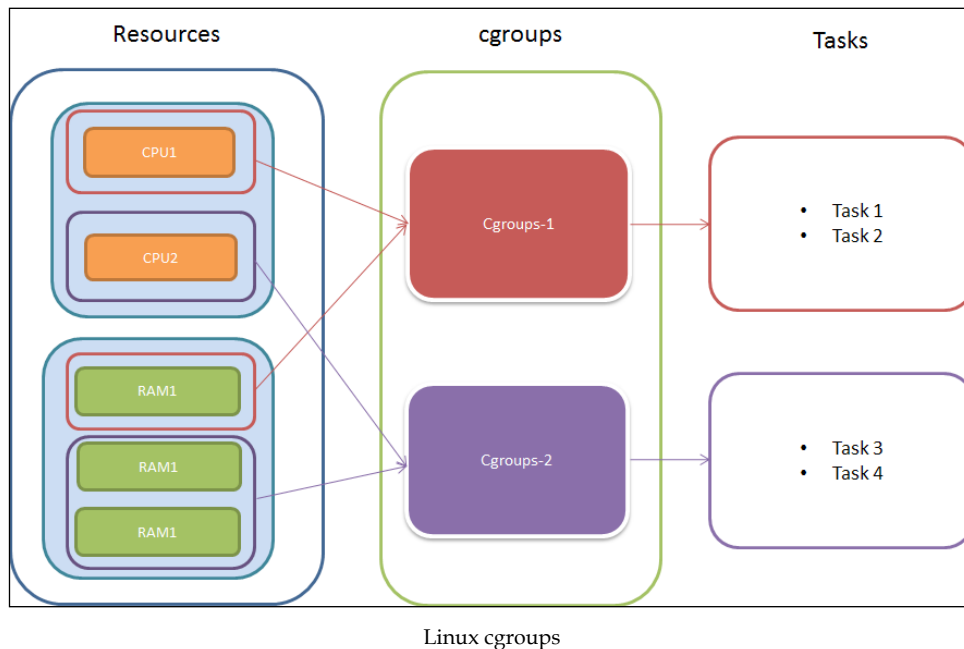 Resources
cgroups
Tasks
CPU1
CPU2
RAM1
RAM1
RAM1
Cgroups-1
Cgroups-2
• Task 1
• Task 2
• Task 3
• Task 4
Linux cgroups